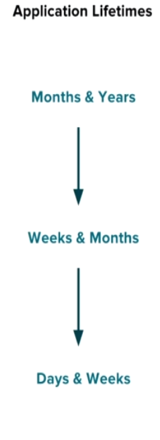 Application Lifetimes
Months & Years
Weeks & Months
Days & Weeks